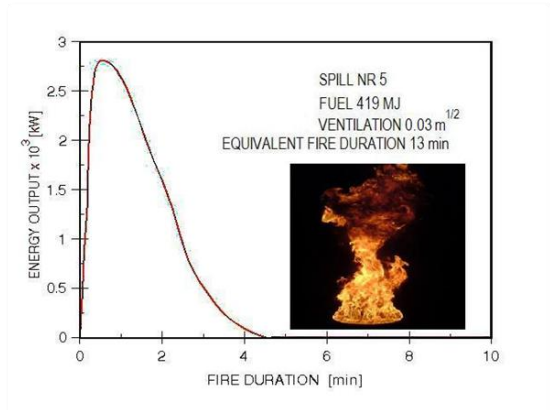 3
2.5
2
1.5
1
0.5
0
ENERGY OUTPUT x 10³ [kW]
SPILL NR 5
FUEL 419 MJ
VENTILATION 0.03 m^1/2
EQUIVALENT FIRE DURATION 13 min
0 2 4 6 8 10
FIRE DURATION [min]